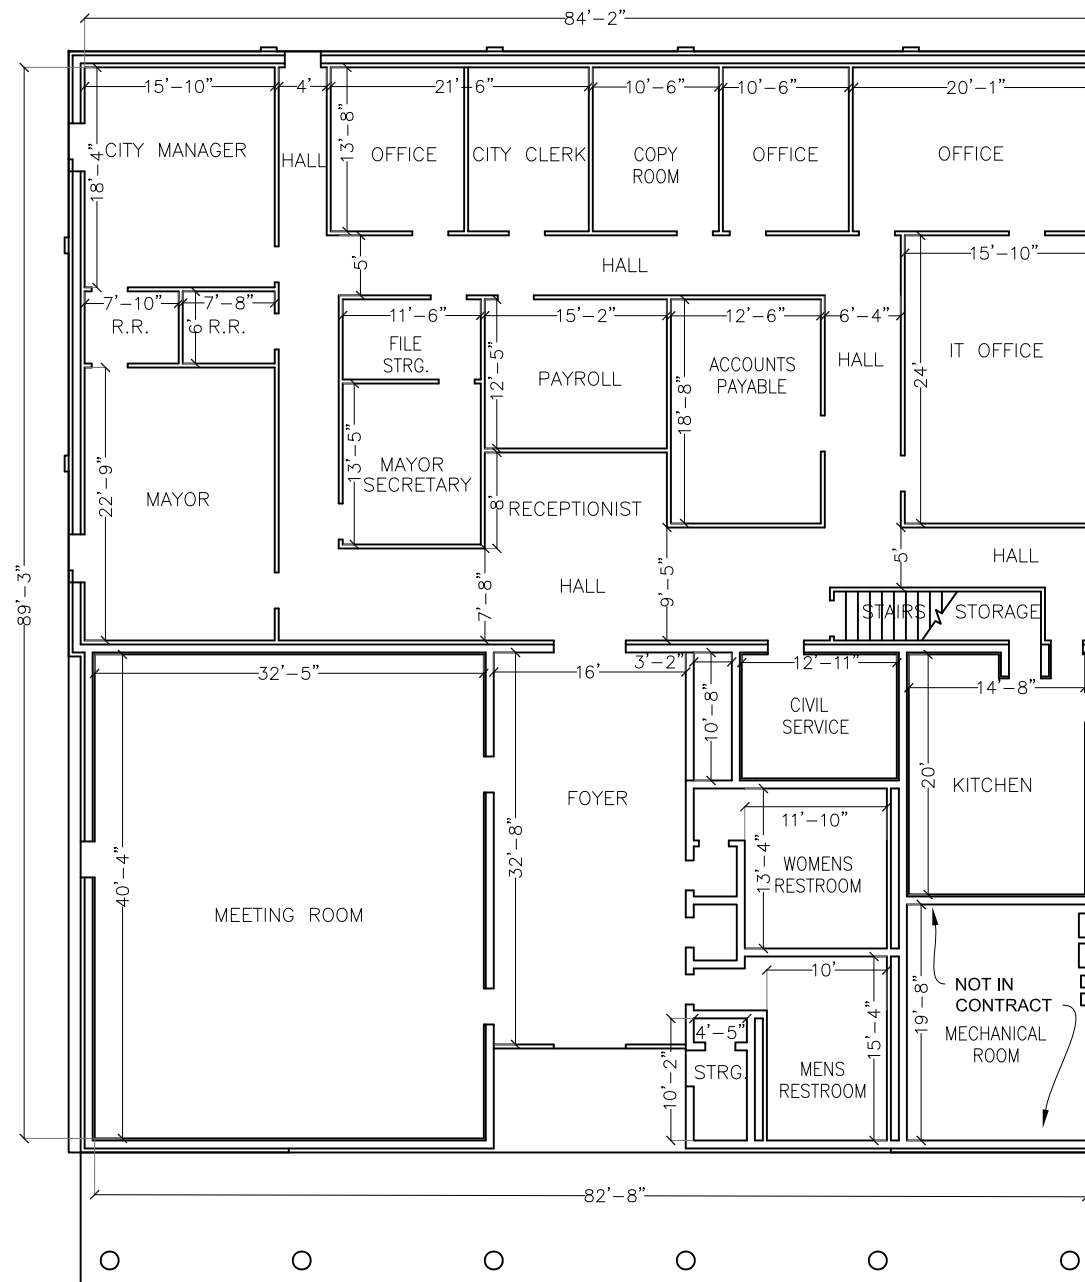 84'-2"
15'-10"
4'
21'-6"
10'-6"
10'-6"
20'-1"
13'-8"
CITY MANAGER
HALL
OFFICE
CITY CLERK
COPY
ROOM
OFFICE
OFFICE
18'-4"
5'
HALL
15'-10"
7'-10"
7'-8"
R.R.
6'
R.R.
11'-6"
15'-2"
12'-6"
6'-4"
FILE
STRG.
12'-5"
PAYROLL
ACCOUNTS
PAYABLE
HALL
IT OFFICE
24'
18'-8"
13'-5"
MAYOR
SECRETARY
22'-9"
MAYOR
8'
RECEPTIONIST
89'-3"
HALL
7'-8"
9'-5"
5'
HALL
STAIRS
STORAGE
32'-5"
16'
3'-2"
12'-11"
14'-8"
10'-8"
CIVIL
SERVICE
20'
KITCHEN
FOYER
32'-8"
40'-4"
11'-10"
13'-4"
WOMENS
RESTROOM
MEETING ROOM
10'
NOT IN
CONTRACT
19'-8"
MECHANICAL
ROOM
4'-5"
15'-4"
10'-2"
STRG.
MENS
RESTROOM
82'-8"